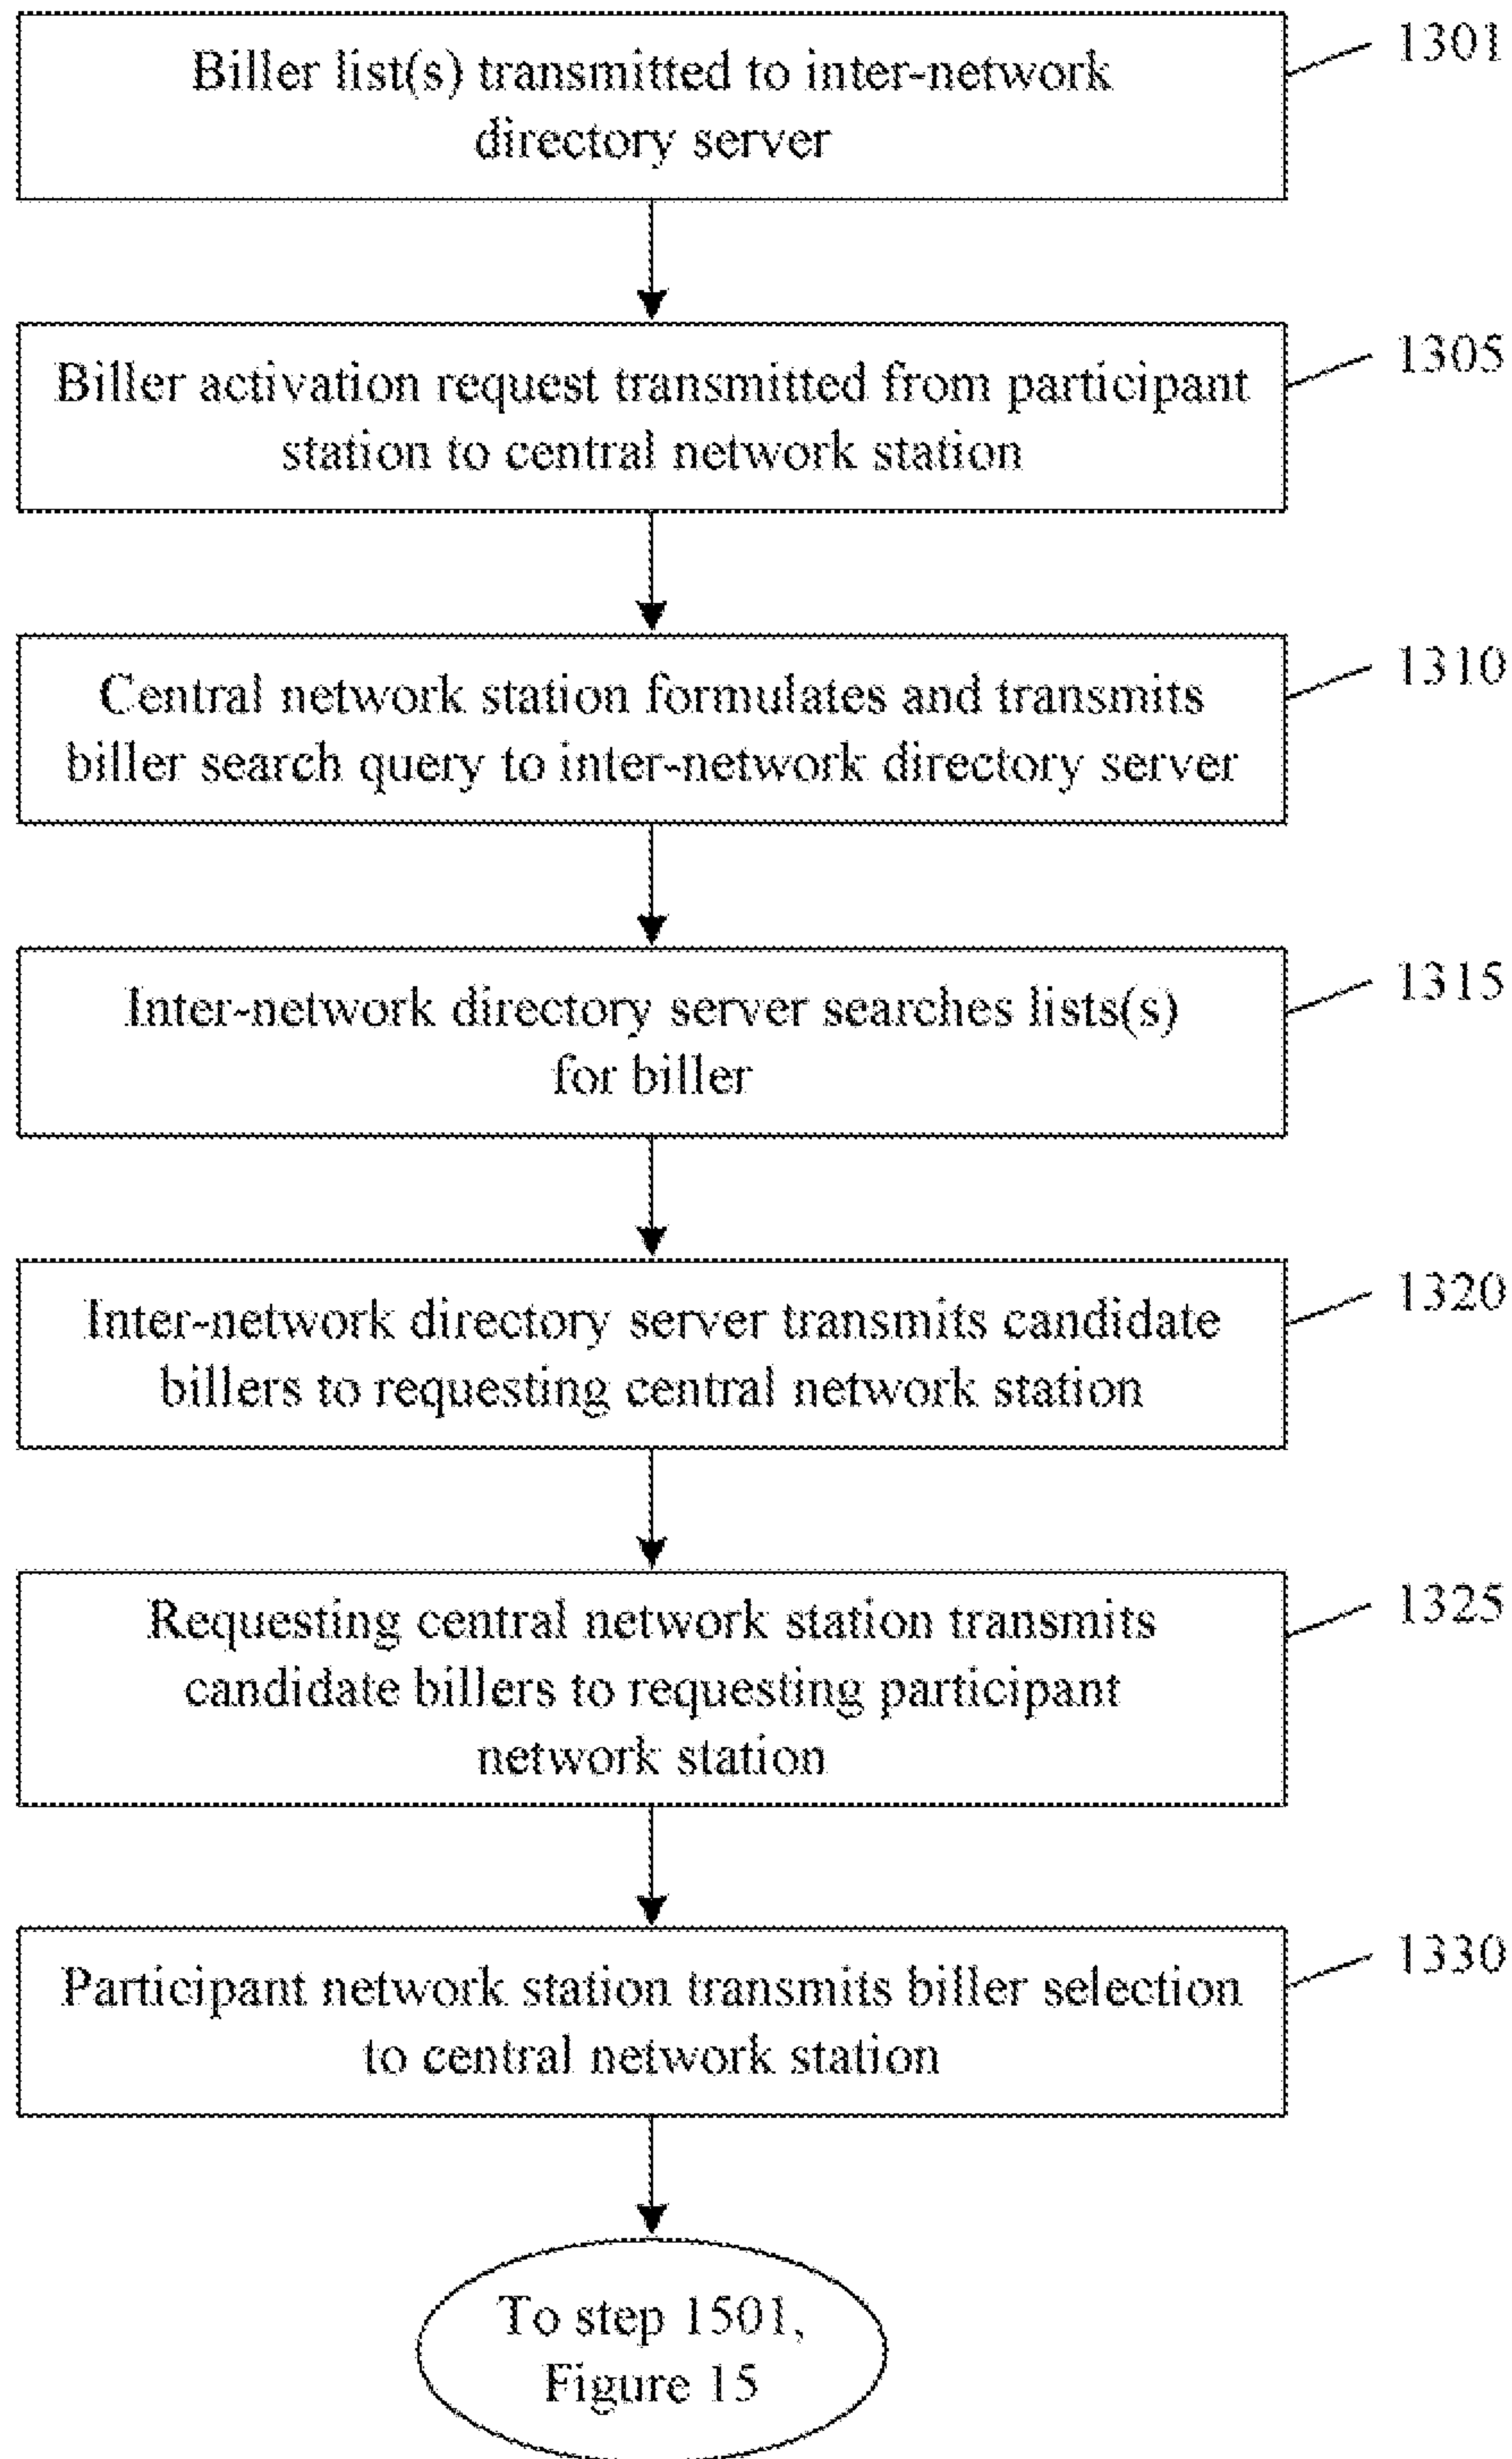 Biller list(s) transmitted to inter-network
directory server
1301
Biller activation request transmitted from participant
station to central network station
1305
Central network station formulates and transmits
biller search query to inter-network directory server
1310
Inter-network directory server searches lists(s)
for biller
1315
Inter-network directory server transmits candidate
billers to requesting central network station
1320
Requesting central network station transmits
candidate billers to requesting participant
network station
1325
Participant network station transmits biller selection
to central network station
1330
To step 1501,
Figure 15